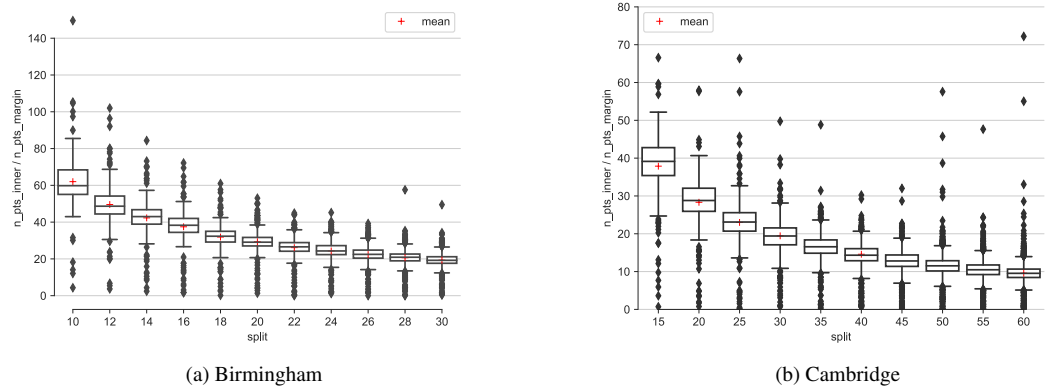 mean
140
120
100
80
60
40
20
0
n_pts_inner / n_pts_margin
10 12 14 16 18 20 22 24 26 28 30
split
(a) Birmingham
mean
80
70
60
50
40
30
20
10
0
n_pts_inner / n_pts_margin
15 20 25 30 35 40 45 50 55 60
split
(b) Cambridge